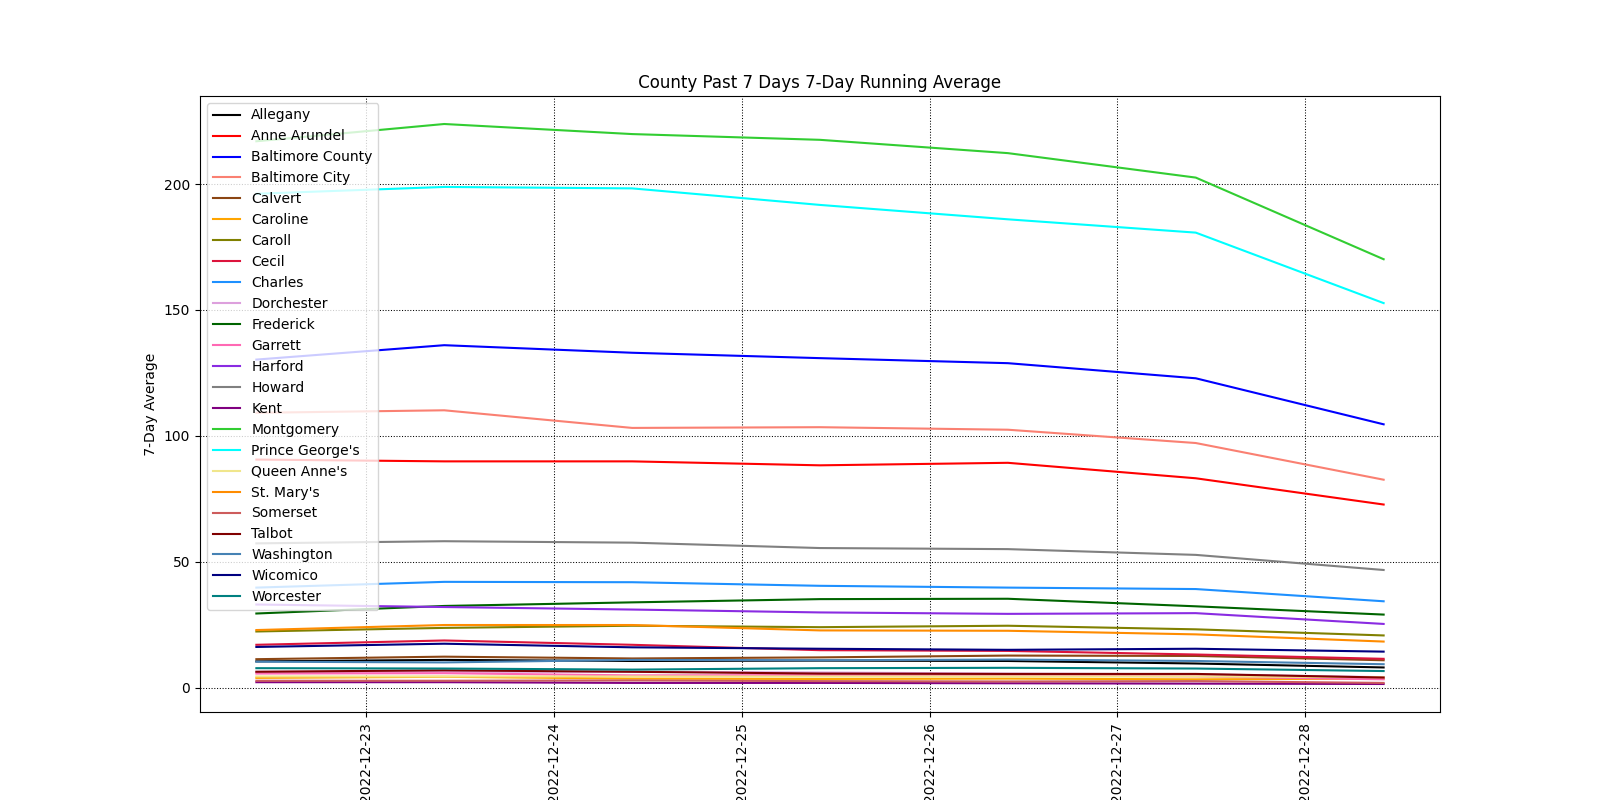 County Past 7 Days 7-Day Running Average
Allegany
Anne Arundel
Baltimore County
Baltimore City
Calvert
Caroline
Caroll
Cecil
Charles
Dorchester
Frederick
Garrett
Harford
Howard
Kent
Montgomery
Prince George's
Queen Anne's
St. Mary's
Somerset
Talbot
Washington
Wicomico
Worcester
7-Day Average
200
150
100
50
0
2022-12-23
2022-12-24
2022-12-25
2022-12-26
2022-12-27
2022-12-28